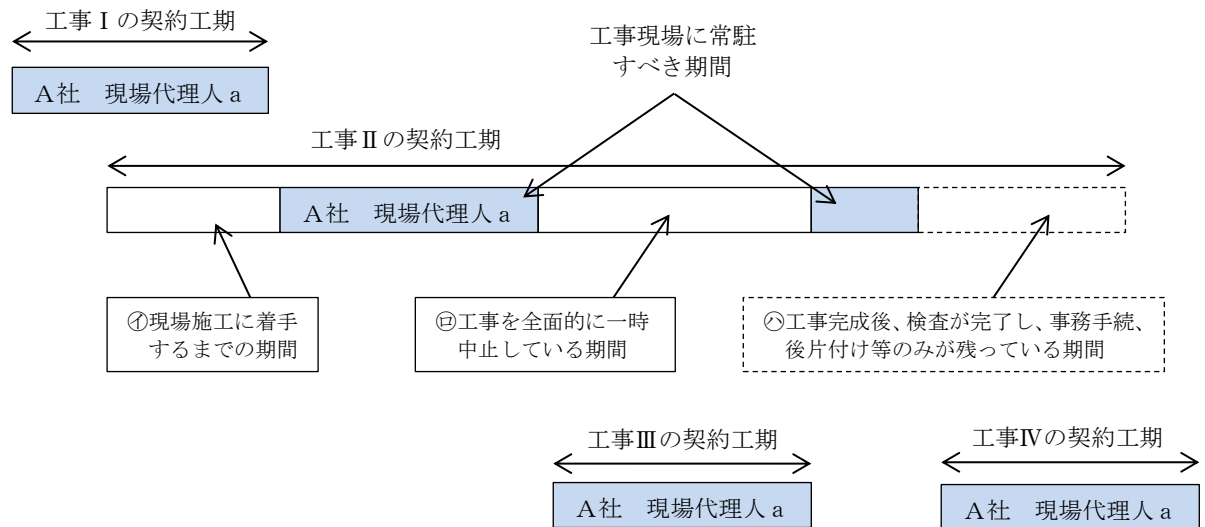 工事Ⅰの契約工期
A社　現場代理人a
工事現場に常駐
すべき期間
工事Ⅱの契約工期
A社　現場代理人a
㋑現場施工に着手
するまでの期間
㋺工事を全面的に一時
中止している期間
㋩工事完成後、検査が完了し、事務手続、
後片付け等のみが残っている期間
工事Ⅲの契約工期
A社　現場代理人a
工事Ⅳの契約工期
A社　現場代理人a